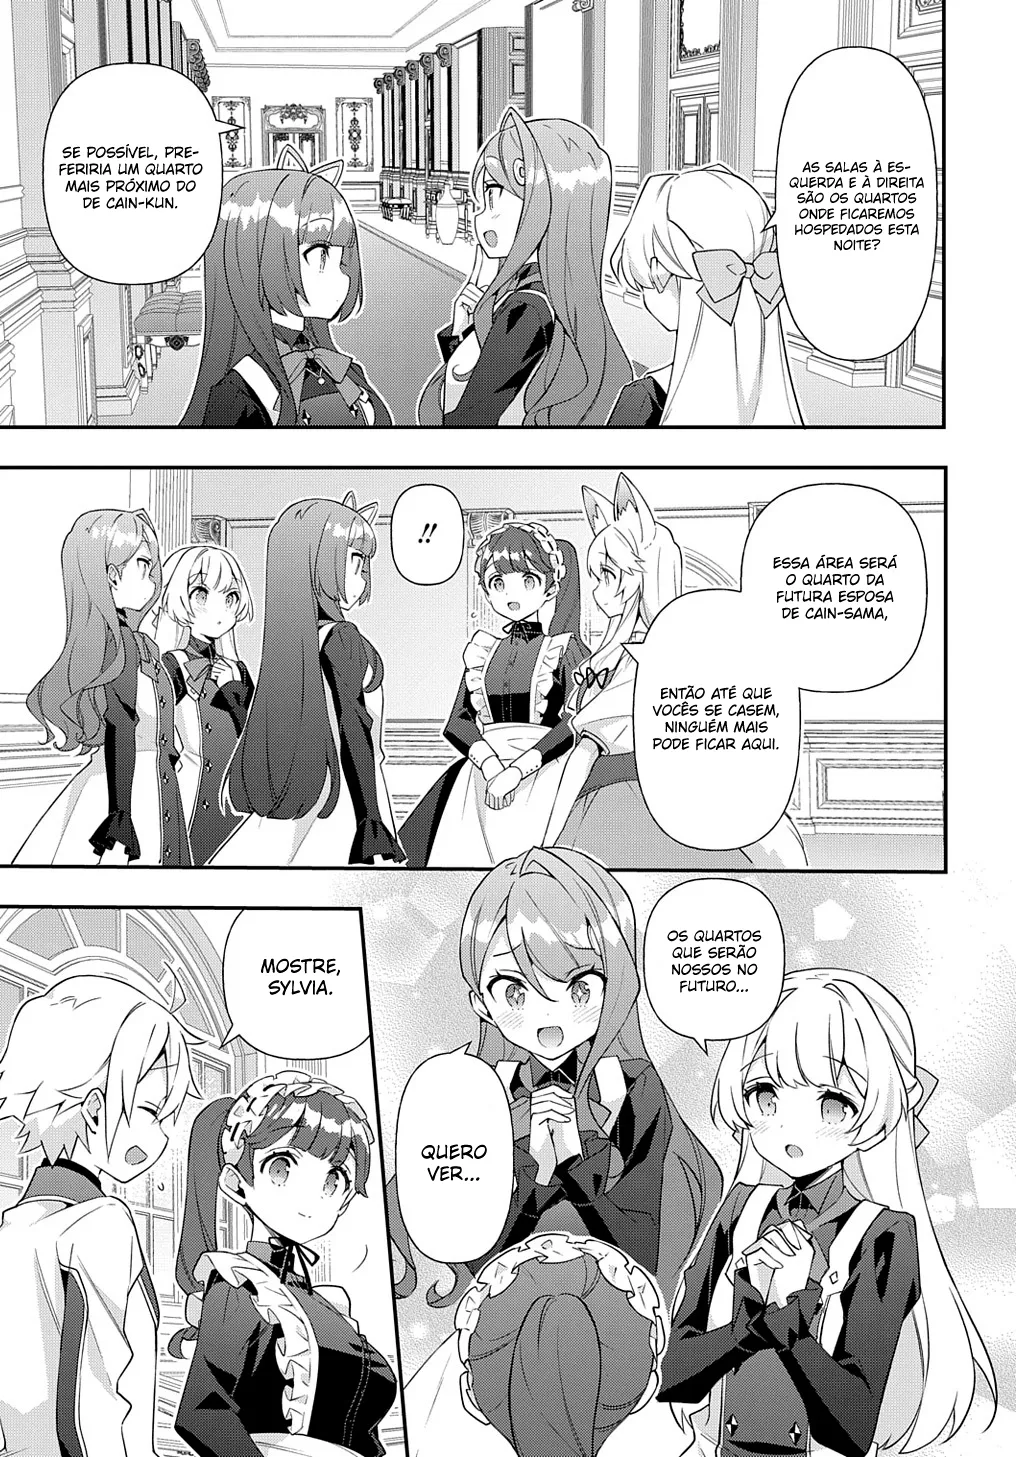 AS SALAS À ES-
QUERDA E À DIREITA
SÃO OS QUARTOS
ONDE FICAREMOS
HOSPEDADOS ESTA
NOITE?
SE POSSÍVEL, PRE-
FERIRIA UM QUARTO
MAIS PRÓXIMO DO
DE CAIN-KUN.
ESSA ÁREA SERÁ
O QUARTO DA
FUTURA ESPOSA
DE CAIN-SAMA,
ENTÃO ATÉ QUE
VOCÊS SE CASEM,
NINGUÉM MAIS
PODE FICAR AQUI.
!!
OS QUARTOS
QUE SERÃO
NOSSOS NO
FUTURO...
QUERO
VER...
MOSTRE,
SYLVIA.